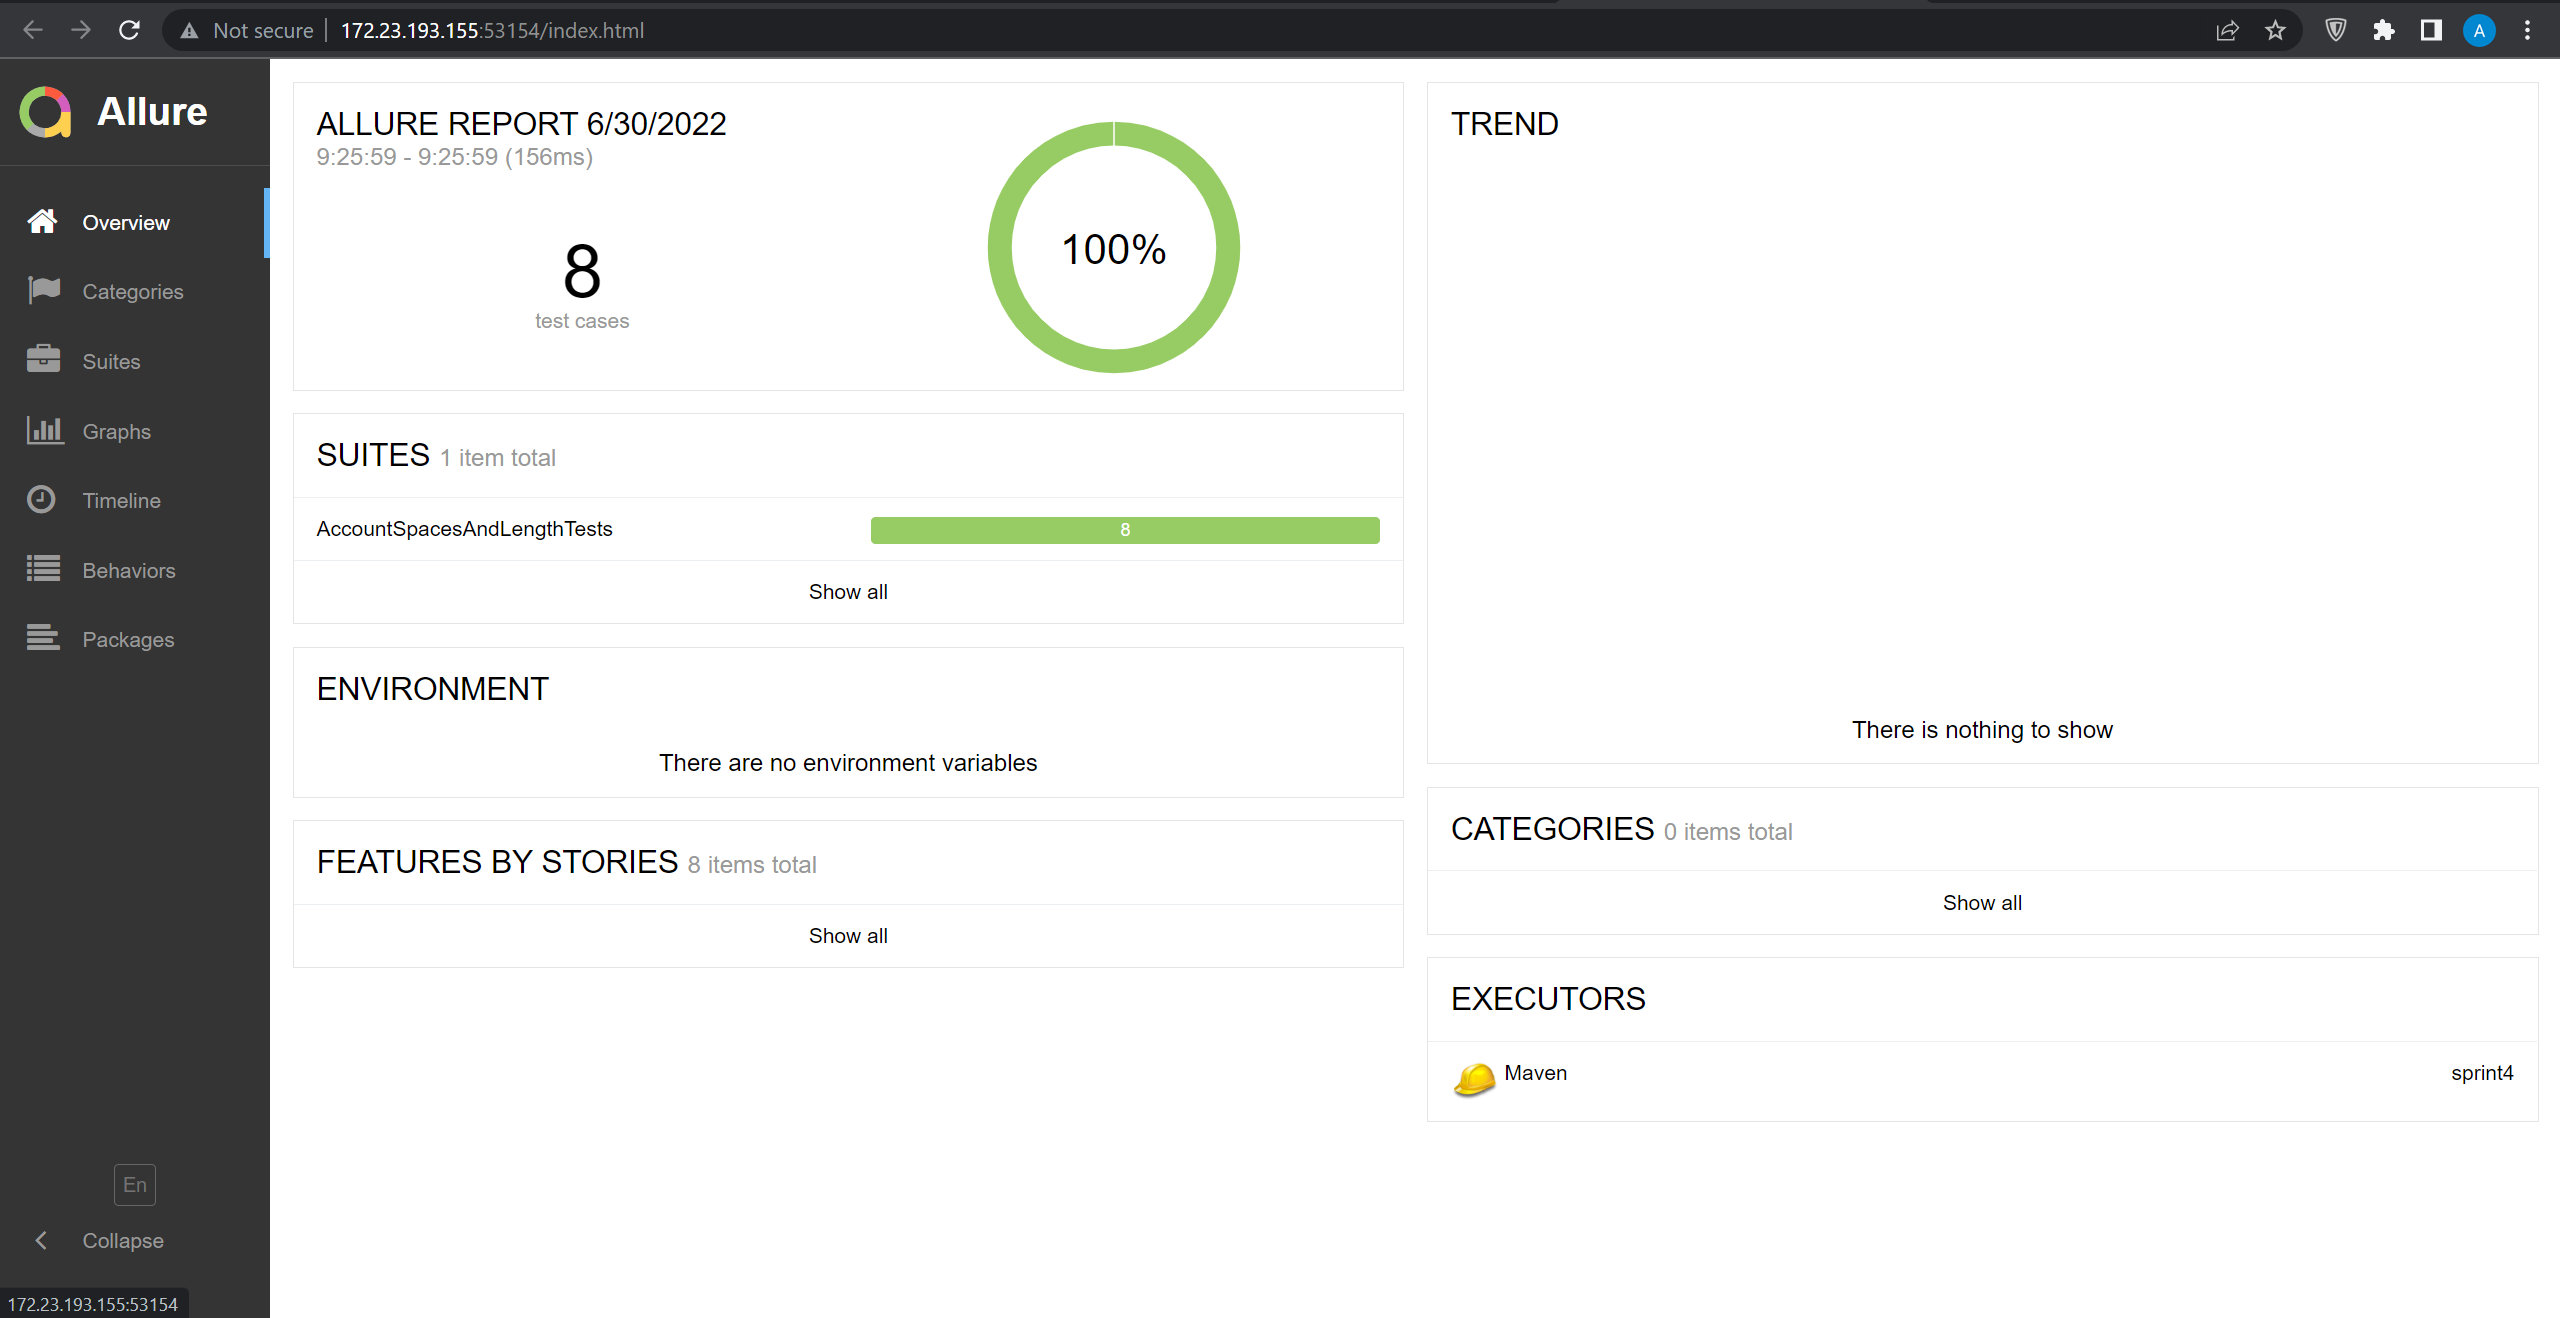 Not secure | 172.23.193.155:53154/index.html
A
Allure
Overview
Categories
Suites
Graphs
Timeline
Behaviors
Packages
En
Collapse
172.23.193.155:53154
ALLURE REPORT 6/30/2022
9:25:59 - 9:25:59 (156ms)
8
test cases
100%
SUITES 1 item total
AccountSpacesAndLengthTests 8
Show all
ENVIRONMENT
There are no environment variables
FEATURES BY STORIES 8 items total
Show all
TREND
There is nothing to show
CATEGORIES 0 items total
Show all
EXECUTORS
Maven sprint4